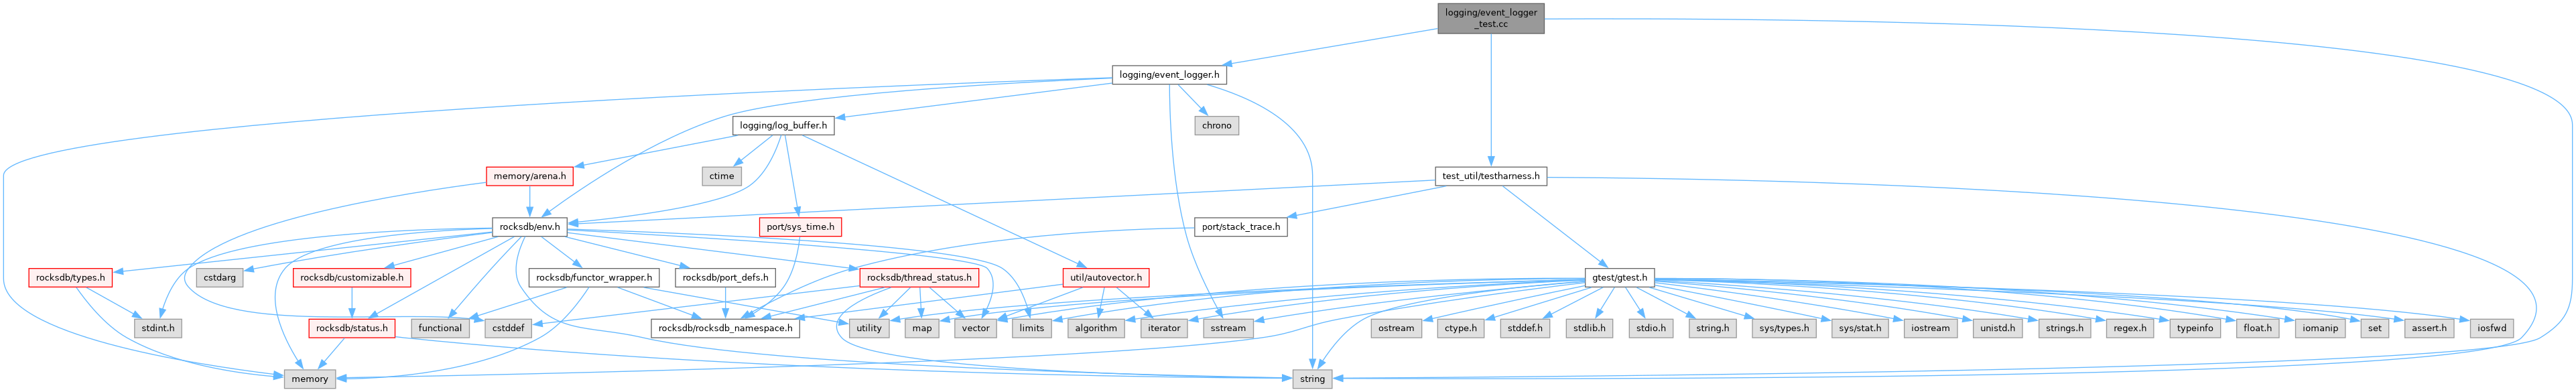 logging/event_logger
_test.cc
logging/event_logger.h
logging/log_buffer.h
chrono
memory/arena.h
ctime
test_util/testharness.h
rocksdb/env.h
port/sys_time.h
port/stack_trace.h
rocksdb/types.h
cstdarg
rocksdb/customizable.h
rocksdb/functor_wrapper.h
rocksdb/port_defs.h
rocksdb/thread_status.h
util/autovector.h
gtest/gtest.h
stdint.h
rocksdb/status.h
functional
cstddef
rocksdb/rocksdb_namespace.h
utility
map
vector
limits
algorithm
iterator
sstream
ostream
ctype.h
stddef.h
stdlib.h
stdio.h
string.h
sys/types.h
sys/stat.h
iostream
unistd.h
strings.h
regex.h
typeinfo
float.h
iomanip
set
assert.h
iosfwd
memory
string